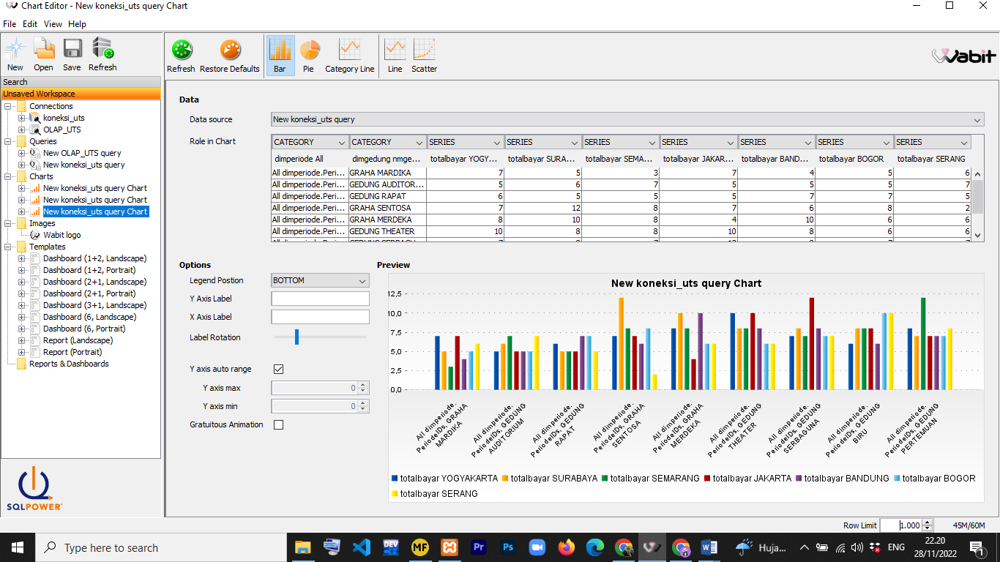 Chart Editor - New koneksi_uts query Chart
File Edit View Help
New Open Save Refresh
Refresh Restore Defaults Bar Pie Category Line Line Scatter
Wabit
Search
Unsaved Workspace
Connections
koneksi_uts
OLAP_UTS
Queries
New OLAP_UTS query
New koneksi_uts query
Charts
New koneksi_uts query Chart
New koneksi_uts query Chart
New koneksi_uts query Chart
Images
Wabit logo
Templates
Dashboard (1+2, Landscape)
Dashboard (1+2, Portrait)
Dashboard (2+1, Landscape)
Dashboard (2+1, Portrait)
Dashboard (3+1, Landscape)
Dashboard (6, Landscape)
Dashboard (6, Portrait)
Report (Landscape)
Report (Portrait)
Reports & Dashboards
SQLPOWER
Data
Data source New koneksi_uts query
Role in Chart CATEGORY CATEGORY SERIES SERIES SERIES SERIES SERIES SERIES SERIES
dimperiode All dimgedung nmge... totalbayar YOGY... totalbayar SURA... totalbayar SEMA... totalbayar JAKAR... totalbayar BAND... totalbayar BOGOR totalbayar SERANG
All dimperiode.Peri... GRAHA MARDIKA 7 5 3 7 4 5 6
All dimperiode.Peri... GEDUNG AUDITOR... 5 6 7 5 5 5 7
All dimperiode.Peri... GEDUNG RAPAT 6 5 5 5 7 7 5
All dimperiode.Peri... GRAHA SENTOSA 7 12 8 7 6 8 2
All dimperiode.Peri... GRAHA MERDEKA 8 10 8 4 10 6 6
All dimperiode.Peri... GEDUNG THEATER 10 8 8 10 8 6 6
Options
Legend Postion BOTTOM
Y Axis Label
X Axis Label
Label Rotation
Y axis auto range
Y axis max 0
Y axis min 0
Gratuitous Animation
Preview
New koneksi_uts query Chart
12,5
10,0
7,5
5,0
2,5
0,0
All dimperiode.
PeriodeIDs, GRAHA
MARDIKA
All dimperiode.
PeriodeIDs, GEDUNG
AUDITORIUM
All dimperiode.
PeriodeIDs, GEDUNG
RAPAT
All dimperiode.
PeriodeIDs, GRAHA
SENTOSA
All dimperiode.
PeriodeIDs, GRAHA
MERDEKA
All dimperiode.
PeriodeIDs, GEDUNG
THEATER
All dimperiode.
PeriodeIDs, GEDUNG
SERBAGUNA
All dimperiode.
PeriodeIDs, GEDUNG
BIRU
All dimperiode.
PeriodeIDs, GEDUNG
PERTEMUAN
totalbayar YOGYAKARTA totalbayar SURABAYA totalbayar SEMARANG totalbayar JAKARTA totalbayar BANDUNG totalbayar BOGOR
totalbayar SERANG
Row Limit 1.000 45M/60M
Type here to search
DEV MF Pr Ps
Huja... ENG 22.20
28/11/2022
1